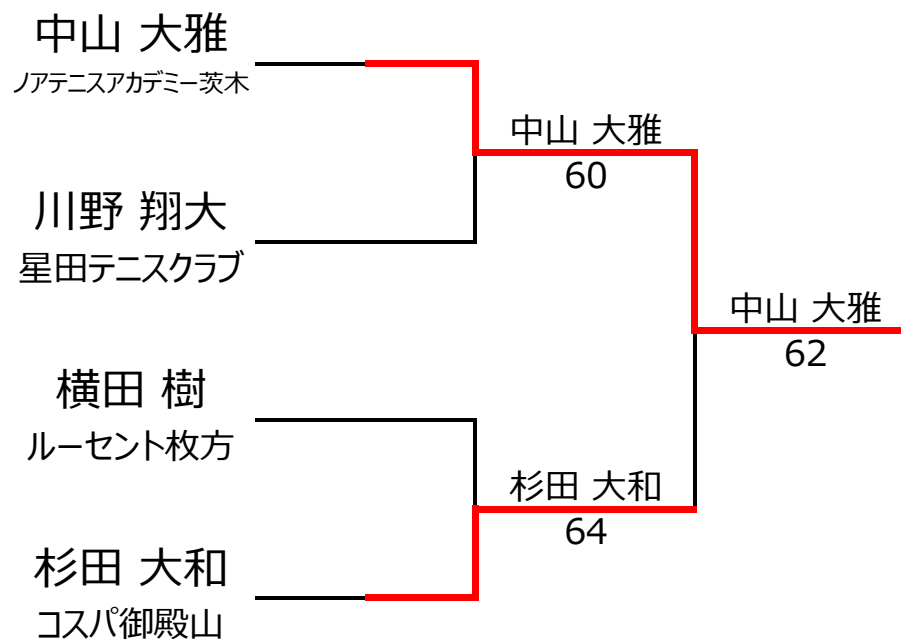 中山 大雅
ノアテニスアカデミー茨木
川野 翔大
星田テニスクラブ
横田 樹
ルーセント枚方
杉田 大和
コスパ御殿山
中山 大雅
60
杉田 大和
64
中山 大雅
62